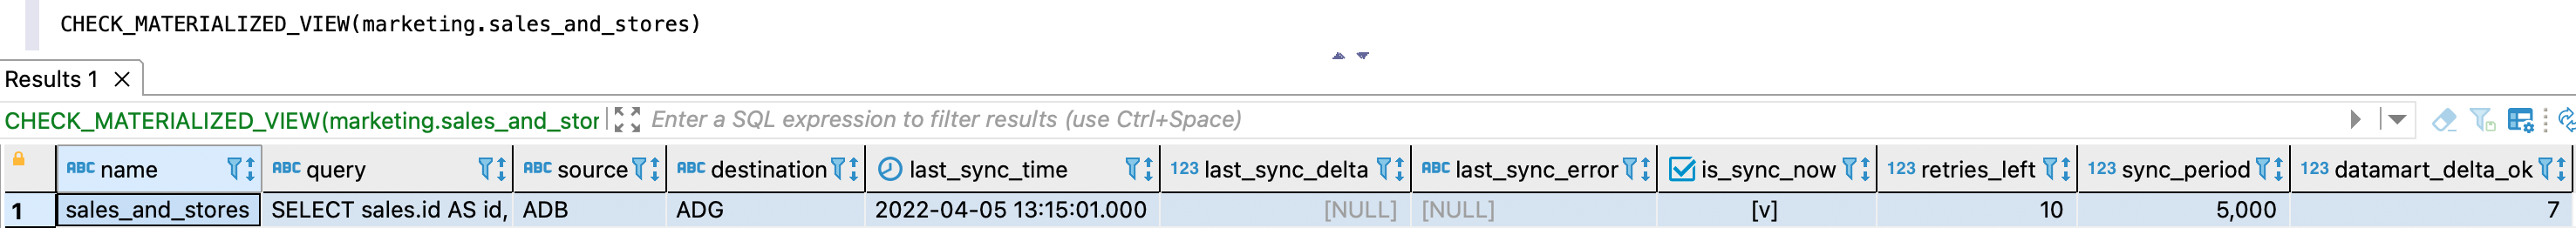 CHECK_MATERIALIZED_VIEW(marketing.sales_and_stores)
Results 1
CHECK_MATERIALIZED_VIEW(marketing.sales_and_stor Enter a SQL expression to filter results (use Ctrl+Space)
ABC name ABC query ABC source ABC destination last_sync_time 123 last_sync_delta ABC last_sync_error is_sync_now 123 retries_left 123 sync_period 123 datamart_delta_ok
1 sales_and_stores SELECT sales.id AS id, ADB ADG 2022-04-05 13:15:01.000 [NULL] [NULL] [v] 10 5,000 7